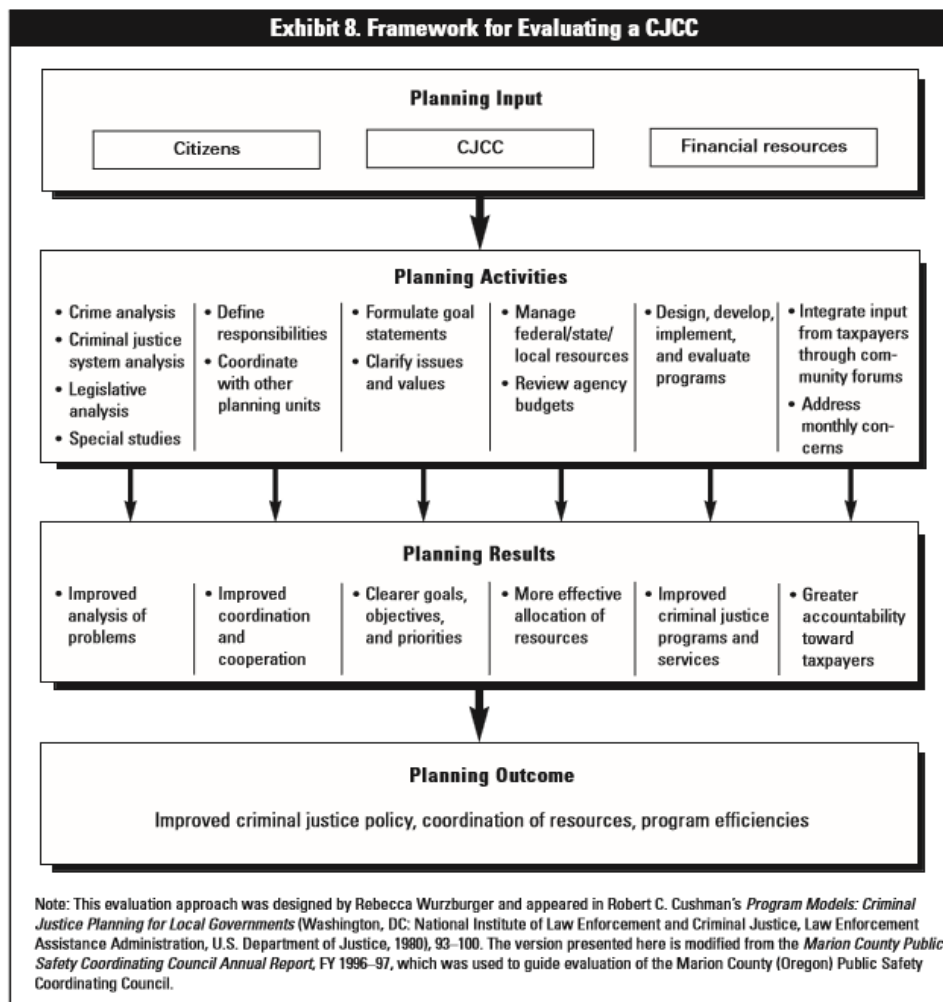 Exhibit 8. Framework for Evaluating a CJCC
Planning Input
Citizens
CJCC
Financial resources
Planning Activities
• Crime analysis
• Criminal justice
system analysis
• Legislative
analysis
• Special studies
• Define
responsibilities
• Coordinate
with other
planning units
• Formulate goal
statements
• Clarify issues
and values
• Manage
federal/state/
local resources
• Review agency
budgets
• Design, develop,
implement,
and evaluate
programs
• Integrate input
from taxpayers
through com-
munity forums
• Address
monthly con-
cerns
Planning Results
• Improved
analysis of
problems
• Improved
coordination
and
cooperation
• Clearer goals,
objectives,
and priorities
• More effective
allocation of
resources
• Improved
criminal justice
programs and
services
• Greater
accountability
toward
taxpayers
Planning Outcome
Improved criminal justice policy, coordination of resources, program efficiencies
Note: This evaluation approach was designed by Rebecca Wurzburger and appeared in Robert C. Cushman's Program Models: Criminal
Justice Planning for Local Governments (Washington, DC: National Institute of Law Enforcement and Criminal Justice, Law Enforcement
Assistance Administration, U.S. Department of Justice, 1980), 93–100. The version presented here is modified from the Marion County Public
Safety Coordinating Council Annual Report, FY 1996–97, which was used to guide evaluation of the Marion County (Oregon) Public Safety
Coordinating Council.